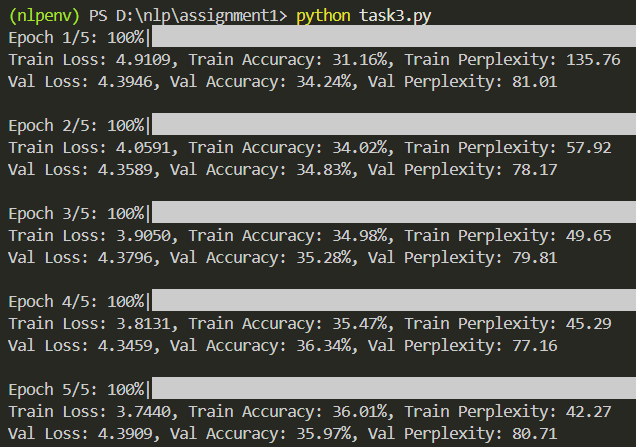 (nlpenv) PS D:\nlp\assignment1> python task3.py
Epoch 1/5: 100%|
Train Loss: 4.9109, Train Accuracy: 31.16%, Train Perplexity: 135.76
Val Loss: 4.3946, Val Accuracy: 34.24%, Val Perplexity: 81.01
Epoch 2/5: 100%|
Train Loss: 4.0591, Train Accuracy: 34.02%, Train Perplexity: 57.92
Val Loss: 4.3589, Val Accuracy: 34.83%, Val Perplexity: 78.17
Epoch 3/5: 100%|
Train Loss: 3.9050, Train Accuracy: 34.98%, Train Perplexity: 49.65
Val Loss: 4.3796, Val Accuracy: 35.28%, Val Perplexity: 79.81
Epoch 4/5: 100%|
Train Loss: 3.8131, Train Accuracy: 35.47%, Train Perplexity: 45.29
Val Loss: 4.3459, Val Accuracy: 36.34%, Val Perplexity: 77.16
Epoch 5/5: 100%|
Train Loss: 3.7440, Train Accuracy: 36.01%, Train Perplexity: 42.27
Val Loss: 4.3909, Val Accuracy: 35.97%, Val Perplexity: 80.71